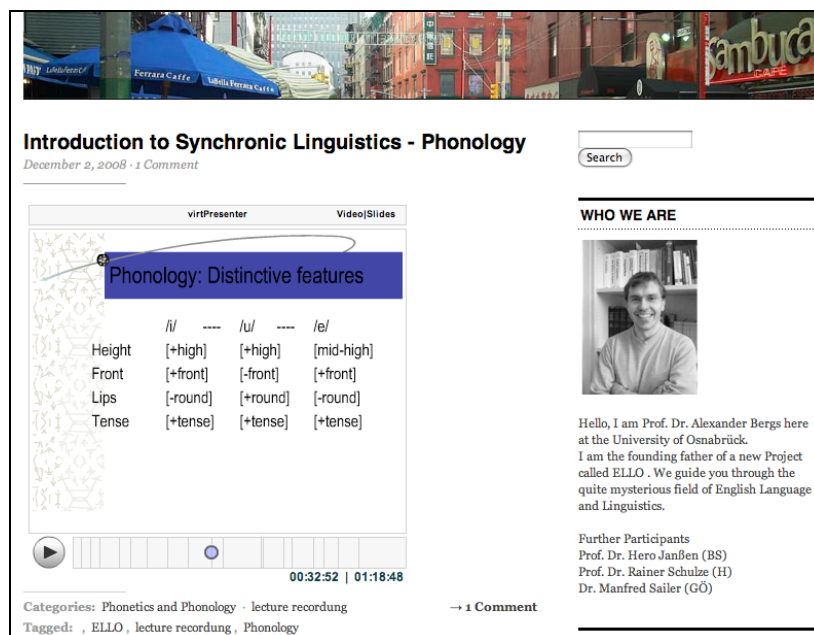 Ferrara Caffe
LaBella Ferrara Caffe
中國信託
Sambuca
CAFE
Introduction to Synchronic Linguistics - Phonology
December 2, 2008 · 1 Comment
virtPresenter Video|Slides
Phonology: Distinctive features
/i/ ---- /u/ ---- /e/
Height [+high] [+high] [mid-high]
Front [+front] [-front] [+front]
Lips [-round] [+round] [-round]
Tense [+tense] [+tense] [+tense]
00:32:52 | 01:18:48
Categories: Phonetics and Phonology · lecture recordung → 1 Comment
Tagged: , ELLO , lecture recordung , Phonology
Search
WHO WE ARE
Hello, I am Prof. Dr. Alexander Bergs here
at the University of Osnabrück.
I am the founding father of a new Project
called ELLO . We guide you through the
quite mysterious field of English Language
and Linguistics.
Further Participants
Prof. Dr. Hero Janßen (BS)
Prof. Dr. Rainer Schulze (H)
Dr. Manfred Sailer (GÖ)